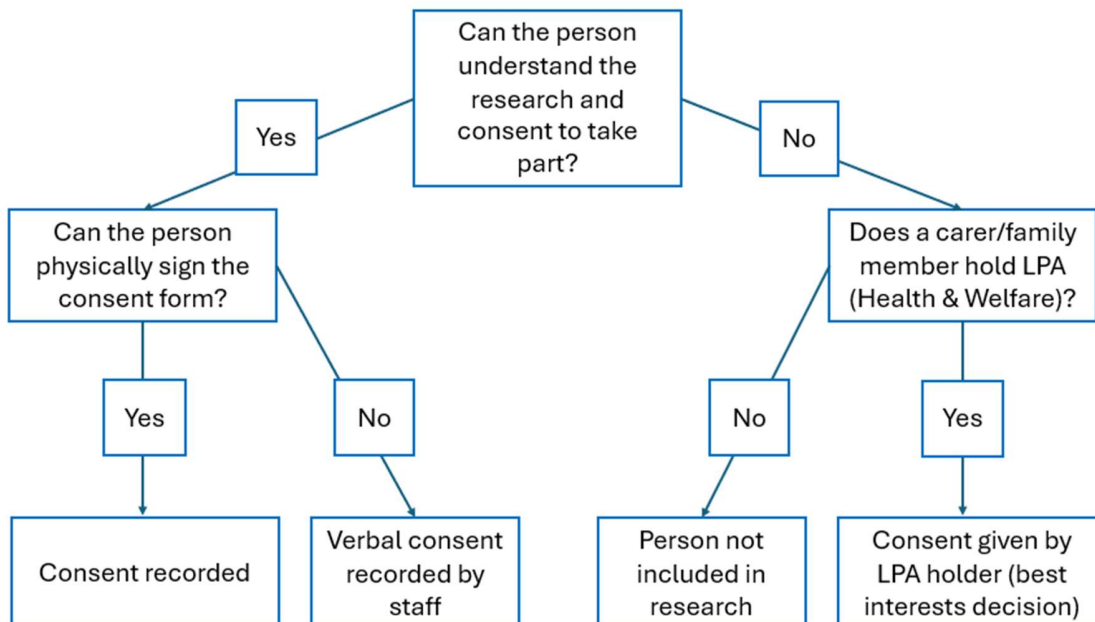 Can the person
understand the
research and
consent to take
part?
Yes
No
Can the person
physically sign the
consent form?
Does a carer/family
member hold LPA
(Health & Welfare)?
Yes
No
No
Yes
Consent recorded
Verbal consent
recorded by
staff
Person not
included in
research
Consent given by
LPA holder (best
interests decision)